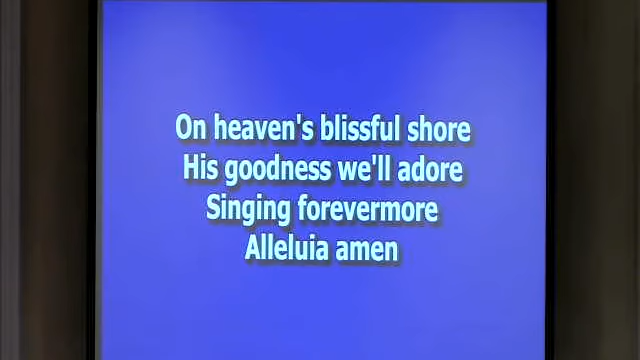 On heaven's blissful shore
His goodness we'll adore
Singing forevermore
Alleluia amen